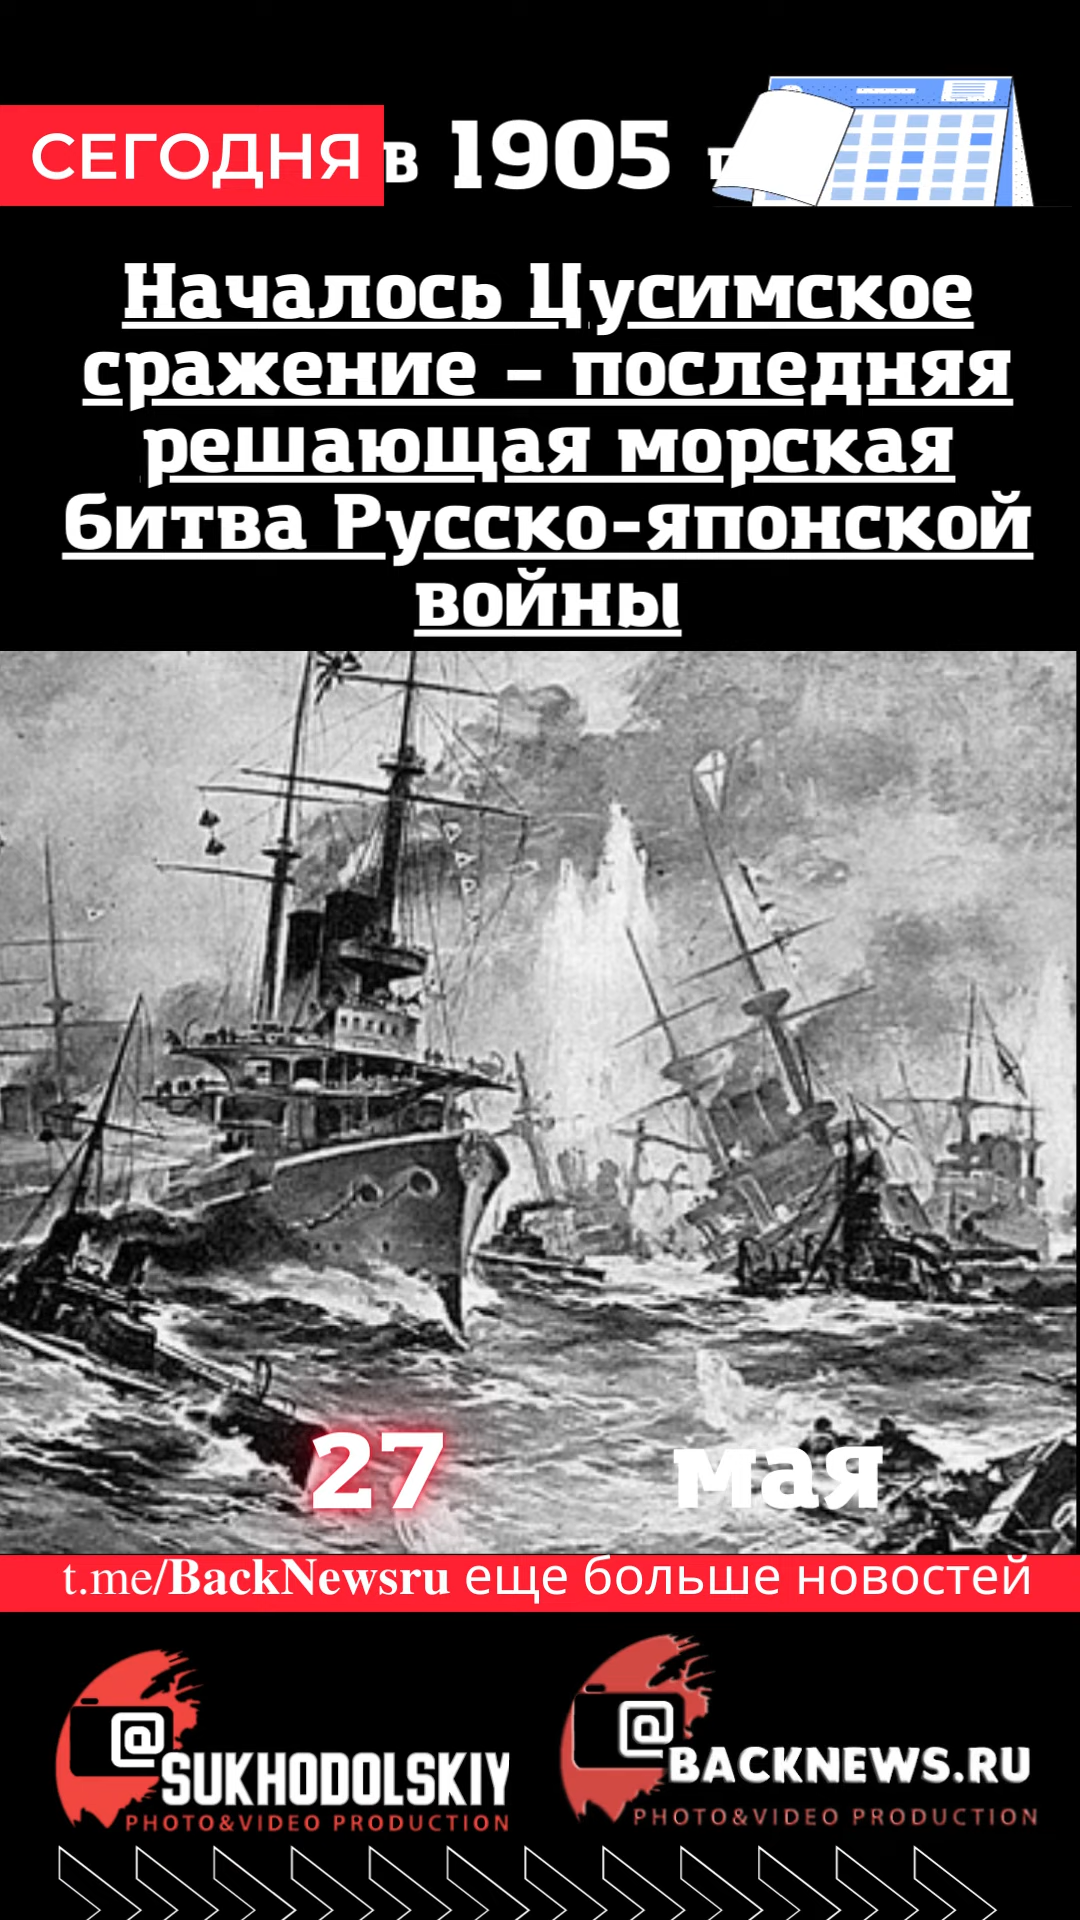 СЕГОДНЯ в 1905 г
Началось Цусимское
сражение – последняя
решающая морская
битва Русско-японской
войны
27 мая
t.me/BackNewsru еще больше новостей
@SUKHODOLSKIY
PHOTO&VIDEO PRODUCTION
@BACKNEWS.RU
PHOTO&VIDEO PRODUCTION